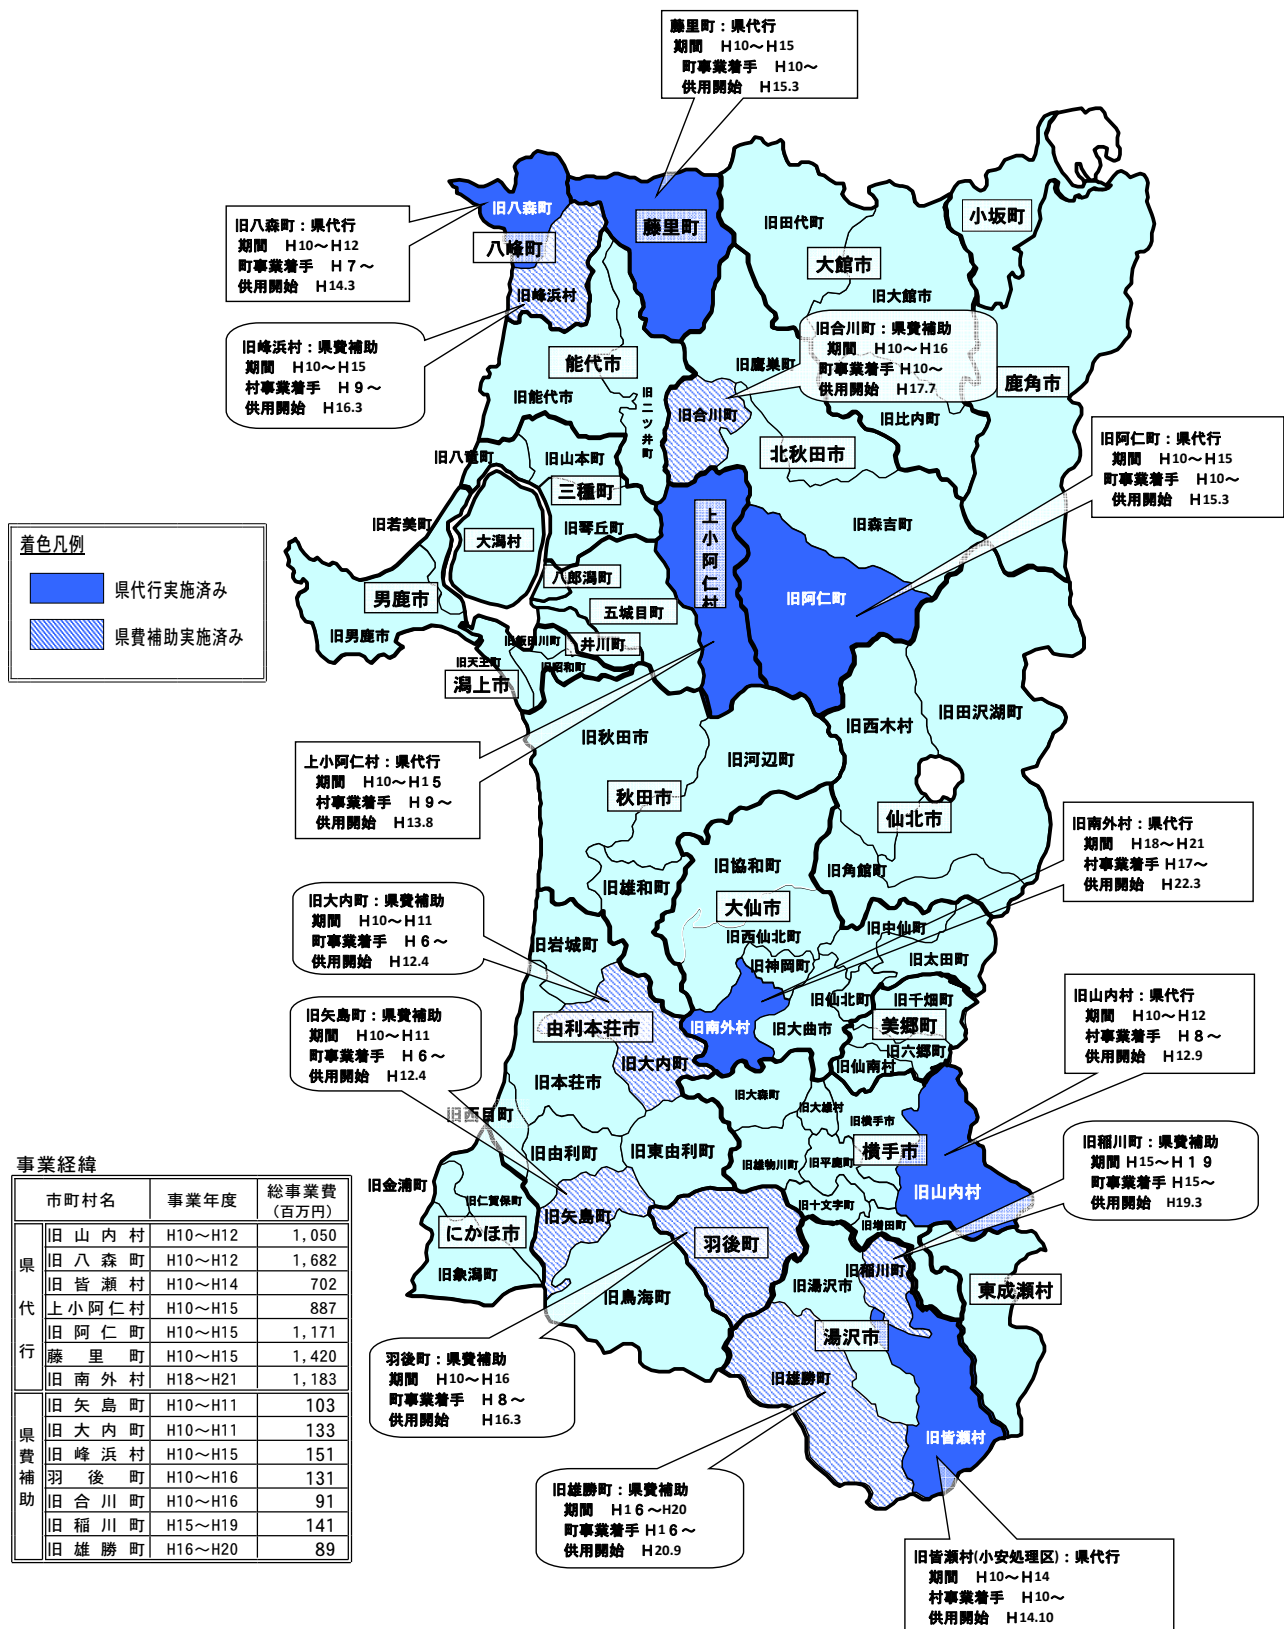 藤里町：県代行
期間　H10～H15
町事業着手　H10～
供用開始　H15.3
旧八森町：県代行
期間　H10～H12
町事業着手　H７～
供用開始　H14.3
旧峰浜村：県費補助
期間　H10～H15
村事業着手　H９～
供用開始　H16.3
旧合川町：県費補助
期間　H10～H16
町事業着手 H10～
供用開始　H17.7
旧阿仁町：県代行
期間　H10～H15
町事業着手　H10～
供用開始　H15.3
旧八森町
八峰町
旧峰浜村
藤里町
旧田代町
大館市
旧大館市
小坂町
鹿角市
能代市
旧能代市
旧二ツ井町
旧鷹巣町
旧合川町
旧比内町
北秋田市
旧森吉町
旧八竜町
旧山本町
三種町
旧琴丘町
旧若美町
大潟村
八郎潟町
上小阿仁村
旧阿仁町
男鹿市
旧男鹿市
五城目町
旧飯田川町
井川町
旧天王町
旧昭和町
潟上市
着色凡例
県代行実施済み
県費補助実施済み
旧秋田市
旧河辺町
秋田市
旧雄和町
旧西木村
旧田沢湖町
仙北市
旧角館町
上小阿仁村：県代行
期間　H10～H1５
村事業着手　H９～
供用開始　H13.8
旧南外村：県代行
期間　H18～H21
村事業着手 H17～
供用開始　H22.3
旧大内町：県費補助
期間　H10～H11
町事業着手　H６～
供用開始　H12.4
旧矢島町：県費補助
期間　H10～H11
町事業着手　H６～
供用開始　H12.4
旧山内村：県代行
期間　H10～H12
村事業着手　H８～
供用開始　H12.9
旧稲川町：県費補助
期間 H15～H１９
町事業着手 H15～
供用開始　H19.3
旧協和町
大仙市
旧西仙北町
旧中仙町
旧太田町
旧神岡町
旧仙北町
旧南外村
旧大曲市
旧千畑町
美郷町
旧六郷町
旧仙南村
旧岩城町
由利本荘市
旧大内町
旧本荘市
旧西目町
旧由利町
旧東由利町
旧矢島町
旧鳥海町
旧金浦町
旧仁賀保町
にかほ市
旧象潟町
旧大森町
旧大雄村
旧横手市
横手市
旧雄物川町
旧平鹿町
旧山内村
旧十文字町
旧増田町
羽後町
旧稲川町
旧湯沢市
湯沢市
東成瀬村
旧雄勝町
旧皆瀬村
羽後町：県費補助
期間　H10～H16
町事業着手　H８～
供用開始　H16.3
旧雄勝町：県費補助
期間　H1６～H20
町事業着手 H1６～
供用開始　H20.9
旧皆瀬村(小安処理区)：県代行
期間　H10～H14
村事業着手　H10～
供用開始　H14.10
事業経緯
市町村名　事業年度　総事業費（百万円）
県代行
旧山内村　H10～H12　1,050
旧八森町　H10～H12　1,682
旧皆瀬村　H10～H14　702
上小阿仁村　H10～H15　887
旧阿仁町　H10～H15　1,171
藤里町　H10～H15　1,420
旧南外村　H18～H21　1,183
県費補助
旧矢島町　H10～H11　103
旧大内町　H10～H11　133
旧峰浜村　H10～H15　151
羽後町　H10～H16　131
旧合川町　H10～H16　91
旧稲川町　H15～H19　141
旧雄勝町　H16～H20　89